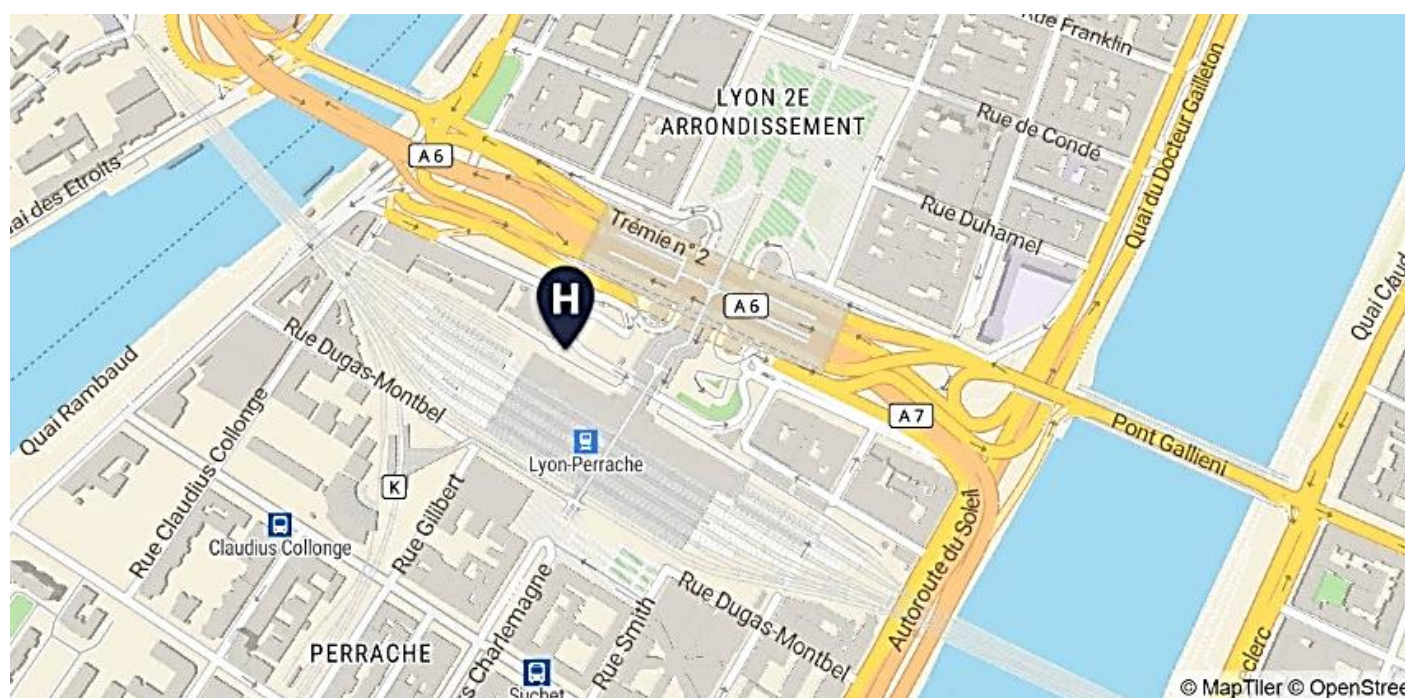 Rue Franklin
LYON 2E
ARRONDISSEMENT
Rue de Condé
Quai du Docteur Gailleton
A 6
ai des Etroits
Rue Duhamel
Trémie n° 2
H
A 6
Quai Claud
Rue Dugas-Montbel
Quai Rambaud
Rue Claudius Collonge
A 7
Pont Gallieni
Lyon-Perrache
K
Rue Gilibert
Claudius Collonge
Autoroute du Soleil
Rue Dugas-Montbel
s Charlemagne
Rue Smith
PERRACHE
Suchet
clerc
© MapTiler © OpenStree